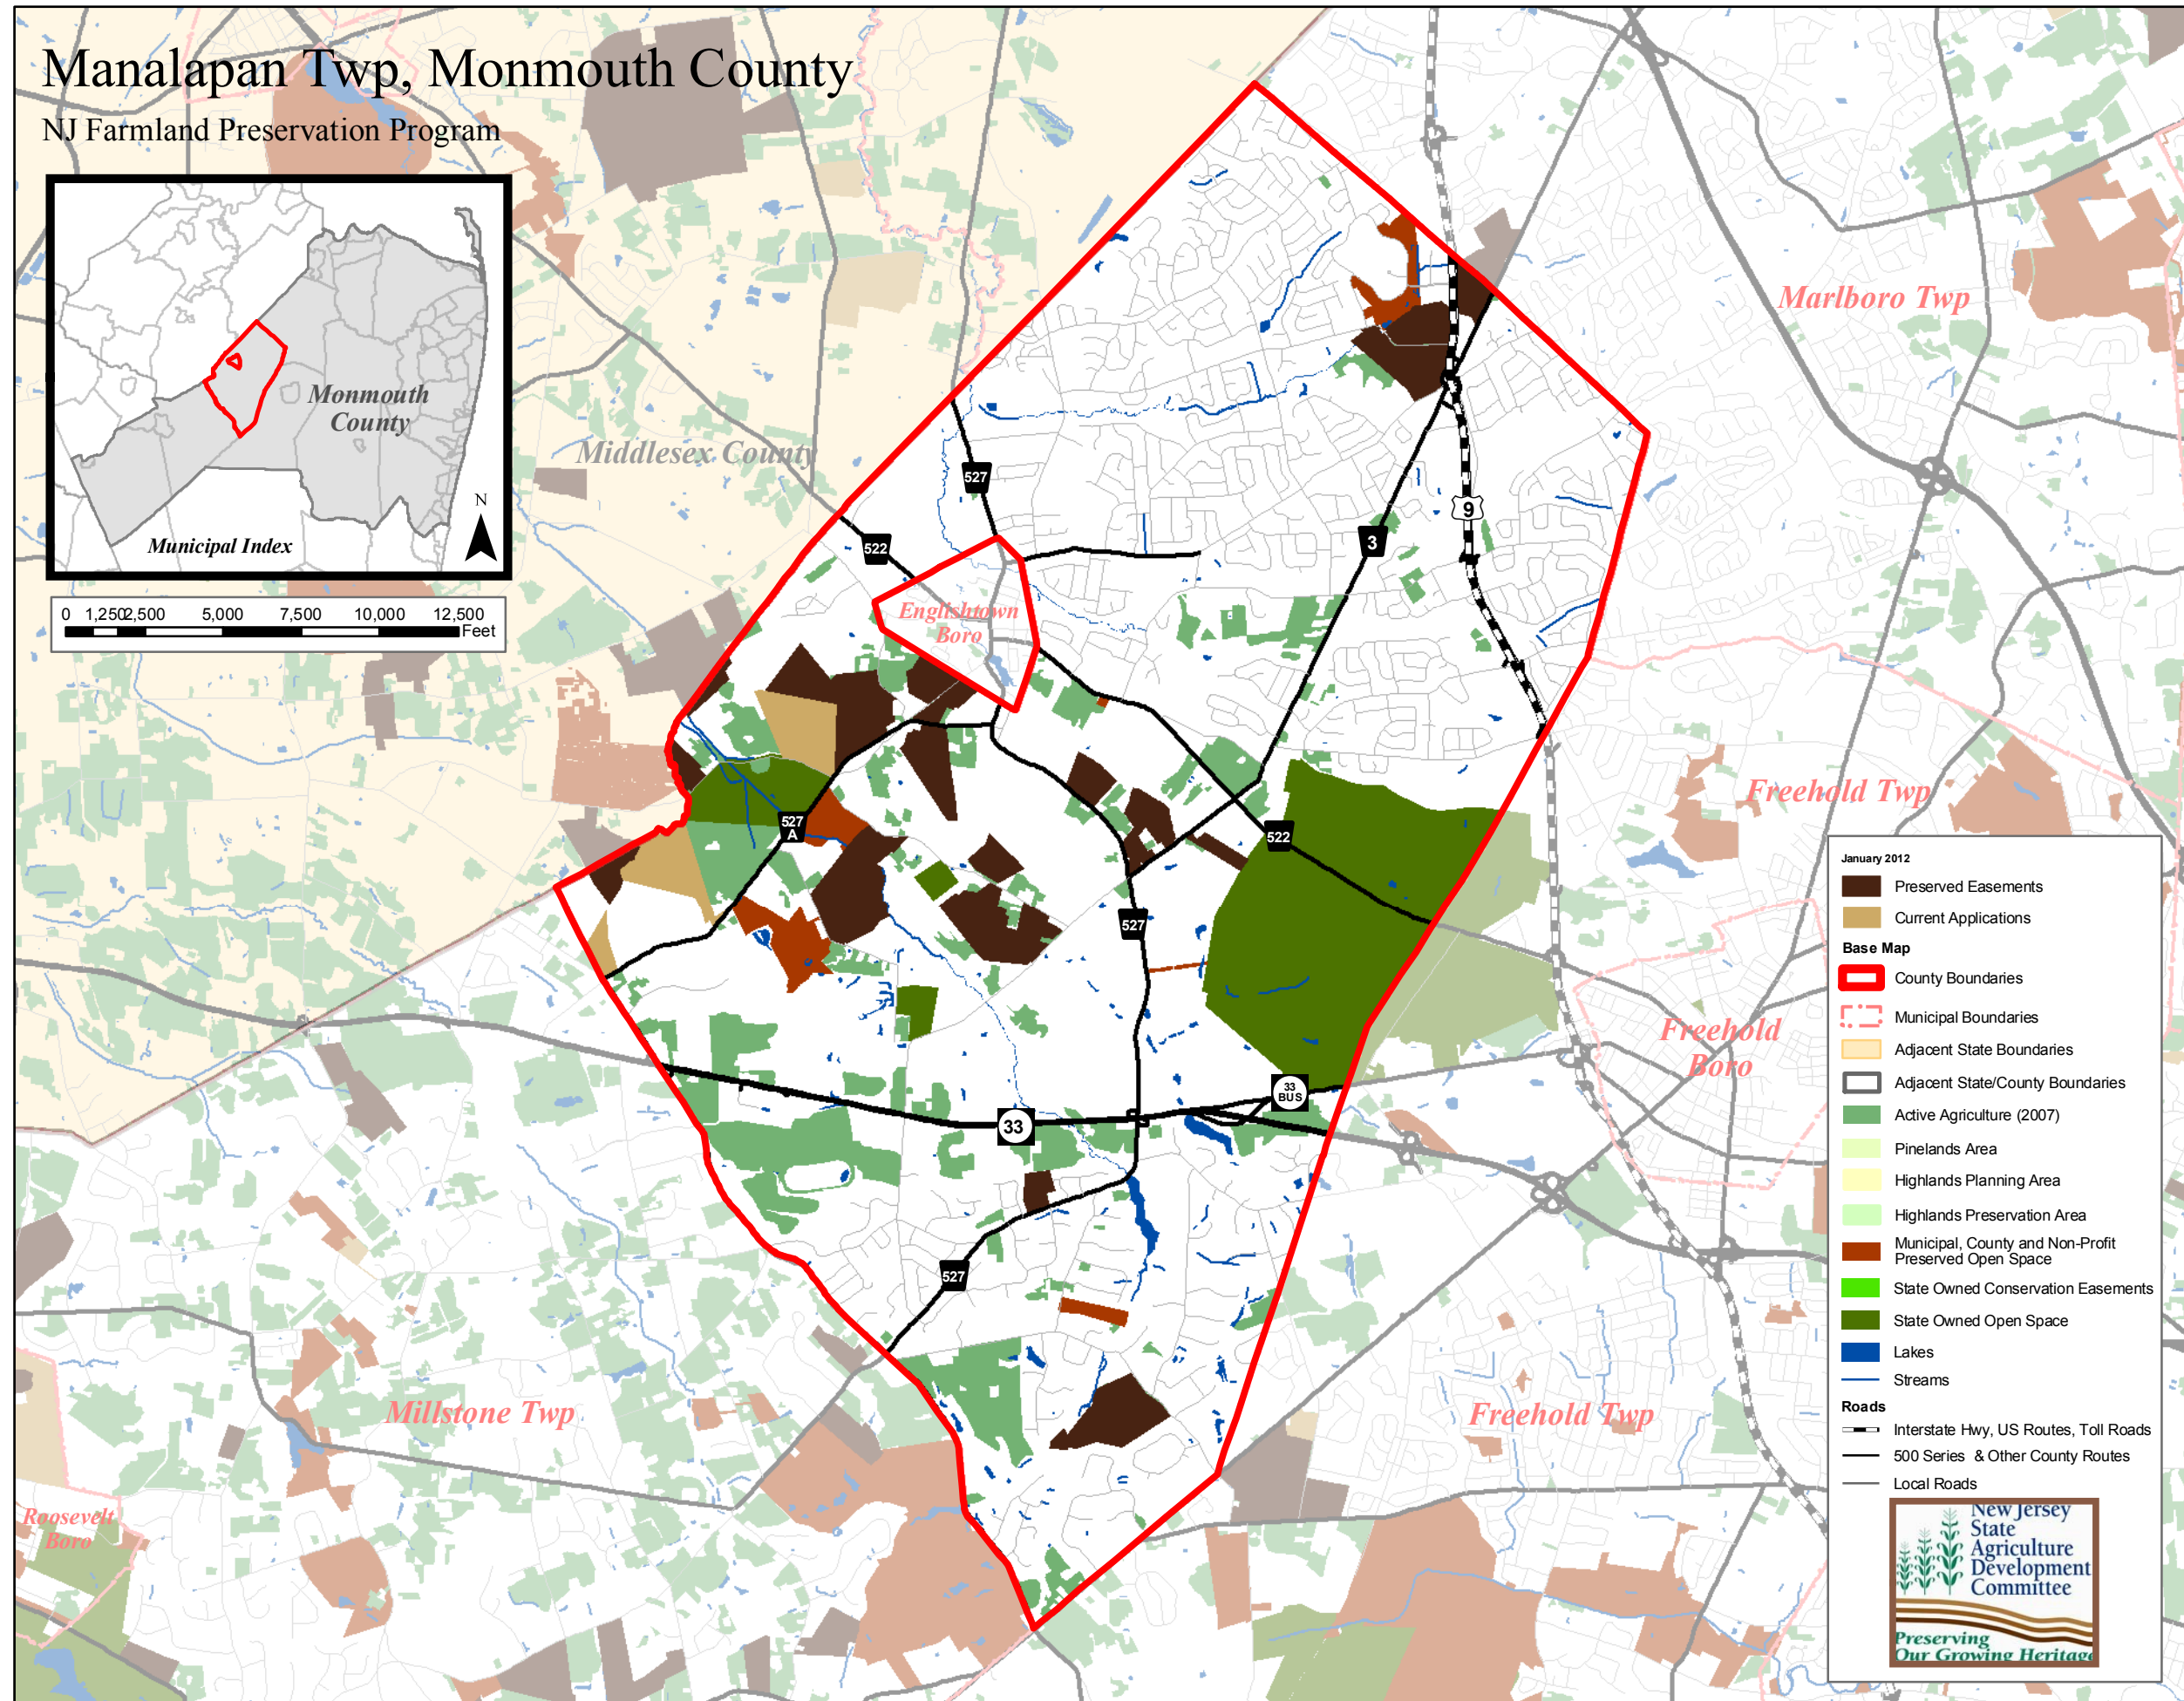 Manalapan Twp, Monmouth County
NJ Farmland Preservation Program
Monmouth
County
N
Municipal Index
0 1,250 2,500 5,000 7,500 10,000 12,500
Feet
Middlesex County
Marlboro Twp
527
522
9
3
Englishtown
Boro
Freehold Twp
527
A
522
527
Freehold
Boro
33
BUS
33
527
Millstone Twp
Freehold Twp
Roosevelt
Boro
January 2012
Preserved Easements
Current Applications
Base Map
County Boundaries
Municipal Boundaries
Adjacent State Boundaries
Adjacent State/County Boundaries
Active Agriculture (2007)
Pinelands Area
Highlands Planning Area
Highlands Preservation Area
Municipal, County and Non-Profit
Preserved Open Space
State Owned Conservation Easements
State Owned Open Space
Lakes
Streams
Roads
Interstate Hwy, US Routes, Toll Roads
500 Series & Other County Routes
Local Roads
New Jersey
State
Agriculture
Development
Committee
Preserving
Our Growing Heritage